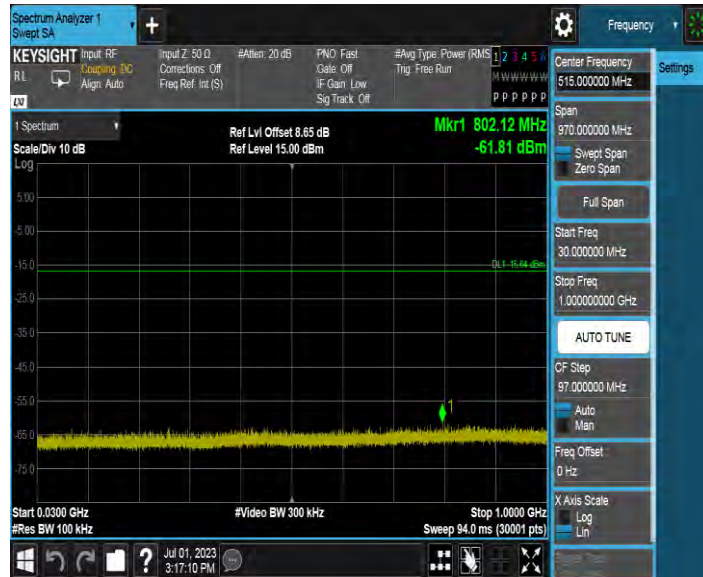 Spectrum Analyzer 1
Swept SA
+
Frequency
KEYSIGHT
RL
LXI
Input: RF
Coupling: DC
Align: Auto
Input Z: 50 Ω
Corrections: Off
Freq Ref: Int (S)
#Atten: 20 dB
PNO: Fast
Gate: Off
IF Gain: Low
Sig Track: Off
#Avg Type: Power (RMS
Trig: Free Run
1 2 3 4 5 6
M W W W W W
P P P P P P
Center Frequency
515.000000 MHz
Settings
Span
970.000000 MHz
Swept Span
Zero Span
Full Span
Start Freq
30.000000 MHz
Stop Freq
1.000000000 GHz
AUTO TUNE
CF Step
97.000000 MHz
Auto
Man
Freq Offset
0 Hz
X Axis Scale
Log
Lin
1 Spectrum
Scale/Div 10 dB
Ref Lvl Offset 8.65 dB
Ref Level 15.00 dBm
Mkr1 802.12 MHz
-61.81 dBm
Log
5.00
-5.00
-15.0
DL1 -16.64 dBm
-25.0
-35.0
-45.0
-55.0
1
-65.0
-75.0
Start 0.0300 GHz
#Res BW 100 kHz
#Video BW 300 kHz
Stop 1.0000 GHz
Sweep 94.0 ms (30001 pts)
?
Jul 01, 2023
3:17:10 PM